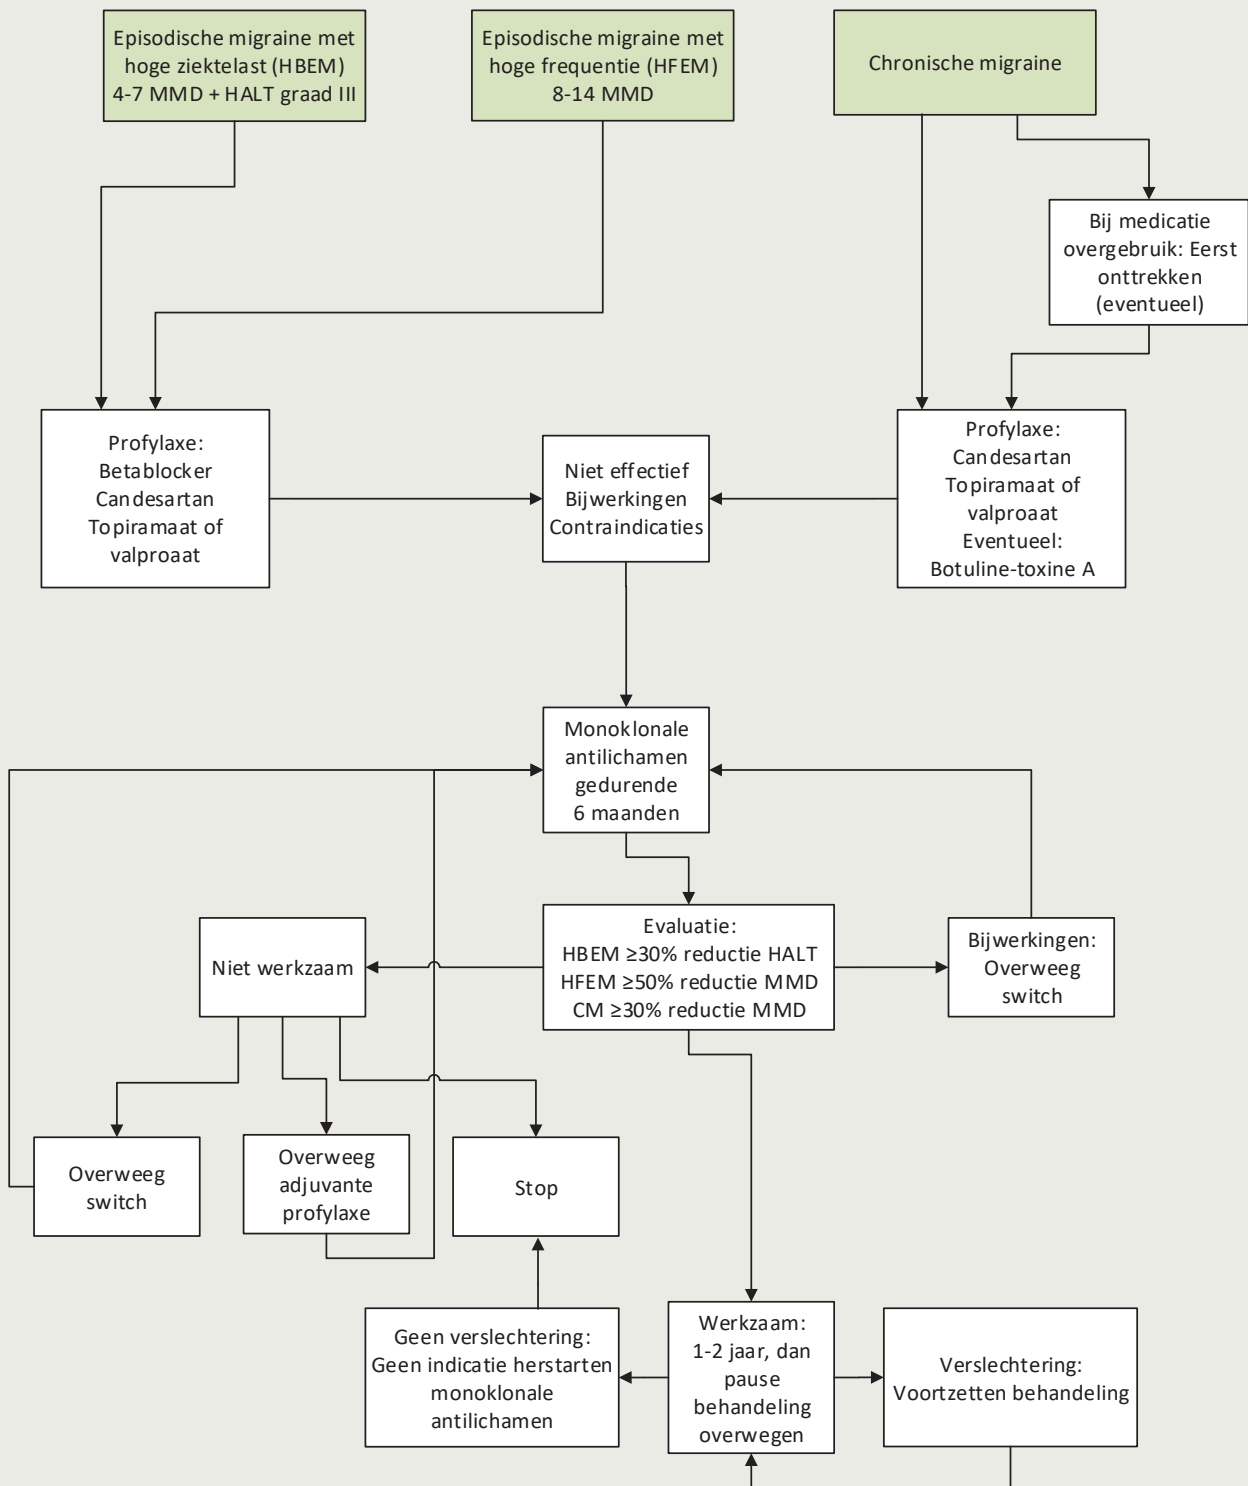 Episodische migraine met
hoge ziektelast (HBEM)
4-7 MMD + HALT graad III
Episodische migraine met
hoge frequentie (HFEM)
8-14 MMD
Chronische migraine
Bij medicatie
overgebruik: Eerst
onttrekken
(eventueel)
Profylaxe:
Betablocker
Candesartan
Topiramaat of
valproaat
Niet effectief
Bijwerkingen
Contraindicaties
Profylaxe:
Candesartan
Topiramaat of
valproaat
Eventueel:
Botuline-toxine A
Monoklonale
antilichamen
gedurende
6 maanden
Niet werkzaam
Evaluatie:
HBEM ≥30% reductie HALT
HFEM ≥50% reductie MMD
CM ≥30% reductie MMD
Bijwerkingen:
Overweeg
switch
Overweeg
switch
Overweeg
adjuvante
profylaxe
Stop
Geen verslechtering:
Geen indicatie herstarten
monoklonale
antilichamen
Werkzaam:
1-2 jaar, dan
pause
behandeling
overwegen
Verslechtering:
Voortzetten behandeling